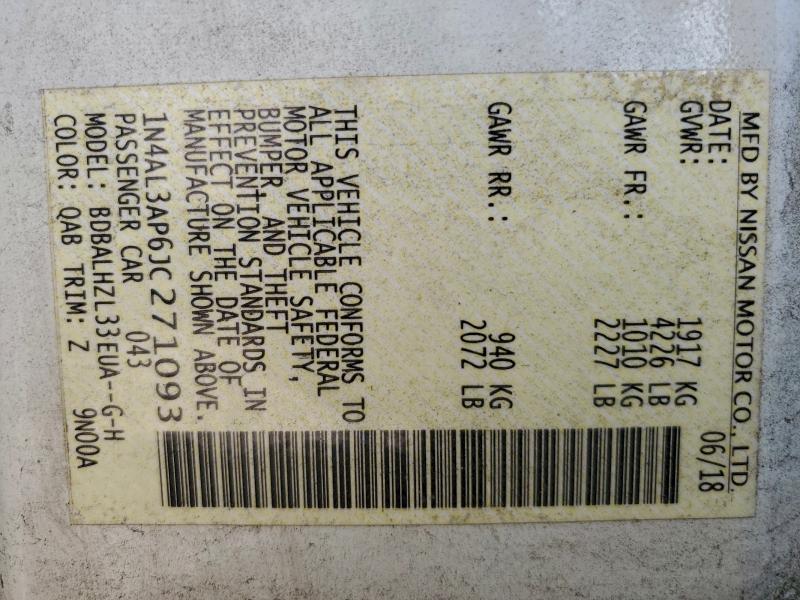 MFD BY NISSAN MOTOR CO., LTD.
DATE: 06/18
GVWR: 1917 KG
4226 LB
GAWR FR.: 1010 KG
2227 LB
GAWR RR.: 940 KG
2072 LB
THIS VEHICLE CONFORMS TO
ALL APPLICABLE FEDERAL
MOTOR VEHICLE SAFETY,
BUMPER, AND THEFT
PREVENTION STANDARDS IN
EFFECT ON THE DATE OF
MANUFACTURE SHOWN ABOVE.
1N4AL3AP6JC271093
PASSENGER CAR 043
MODEL: BDBALHZL33EUA--G-H
COLOR: QAB TRIM: Z 9N00A